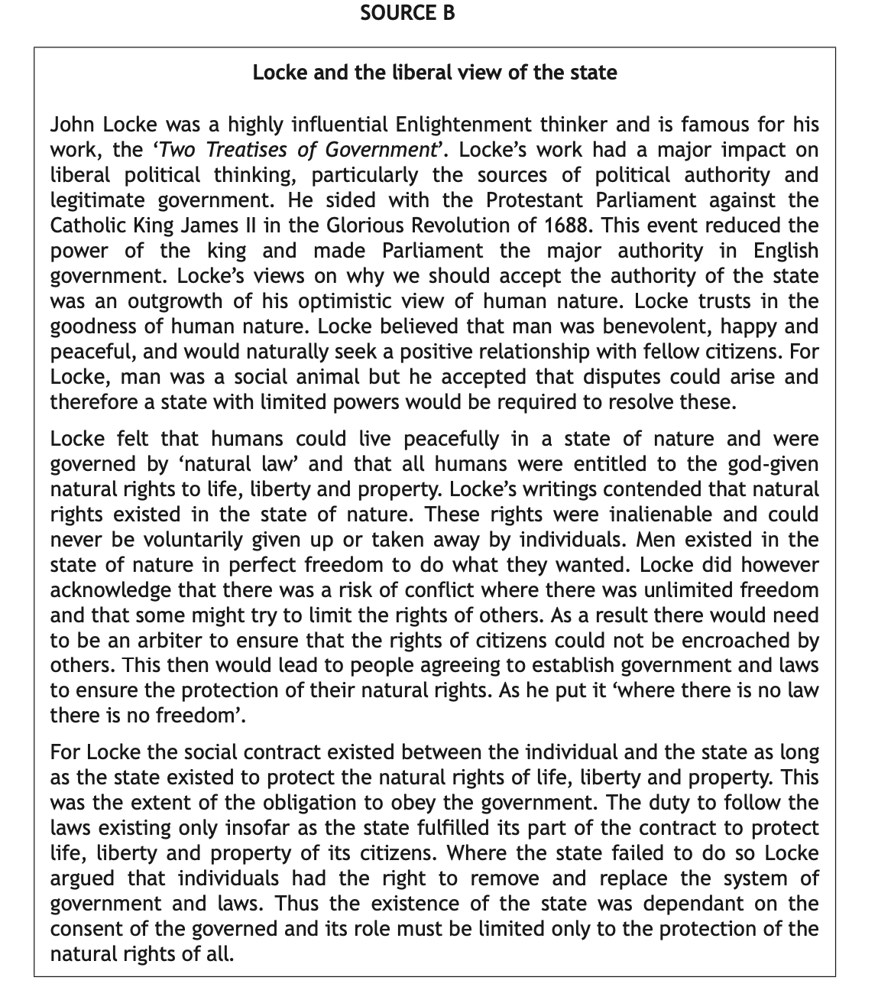 SOURCE B
Locke and the liberal view of the state
John Locke was a highly influential Enlightenment thinker and is famous for his
work, the ‘Two Treatises of Government’. Locke’s work had a major impact on
liberal political thinking, particularly the sources of political authority and
legitimate government. He sided with the Protestant Parliament against the
Catholic King James II in the Glorious Revolution of 1688. This event reduced the
power of the king and made Parliament the major authority in English
government. Locke’s views on why we should accept the authority of the state
was an outgrowth of his optimistic view of human nature. Locke trusts in the
goodness of human nature. Locke believed that man was benevolent, happy and
peaceful, and would naturally seek a positive relationship with fellow citizens. For
Locke, man was a social animal but he accepted that disputes could arise and
therefore a state with limited powers would be required to resolve these.
Locke felt that humans could live peacefully in a state of nature and were
governed by ‘natural law’ and that all humans were entitled to the god-given
natural rights to life, liberty and property. Locke’s writings contended that natural
rights existed in the state of nature. These rights were inalienable and could
never be voluntarily given up or taken away by individuals. Men existed in the
state of nature in perfect freedom to do what they wanted. Locke did however
acknowledge that there was a risk of conflict where there was unlimited freedom
and that some might try to limit the rights of others. As a result there would need
to be an arbiter to ensure that the rights of citizens could not be encroached by
others. This then would lead to people agreeing to establish government and laws
to ensure the protection of their natural rights. As he put it ‘where there is no law
there is no freedom’.
For Locke the social contract existed between the individual and the state as long
as the state existed to protect the natural rights of life, liberty and property. This
was the extent of the obligation to obey the government. The duty to follow the
laws existing only insofar as the state fulfilled its part of the contract to protect
life, liberty and property of its citizens. Where the state failed to do so Locke
argued that individuals had the right to remove and replace the system of
government and laws. Thus the existence of the state was dependant on the
consent of the governed and its role must be limited only to the protection of the
natural rights of all.